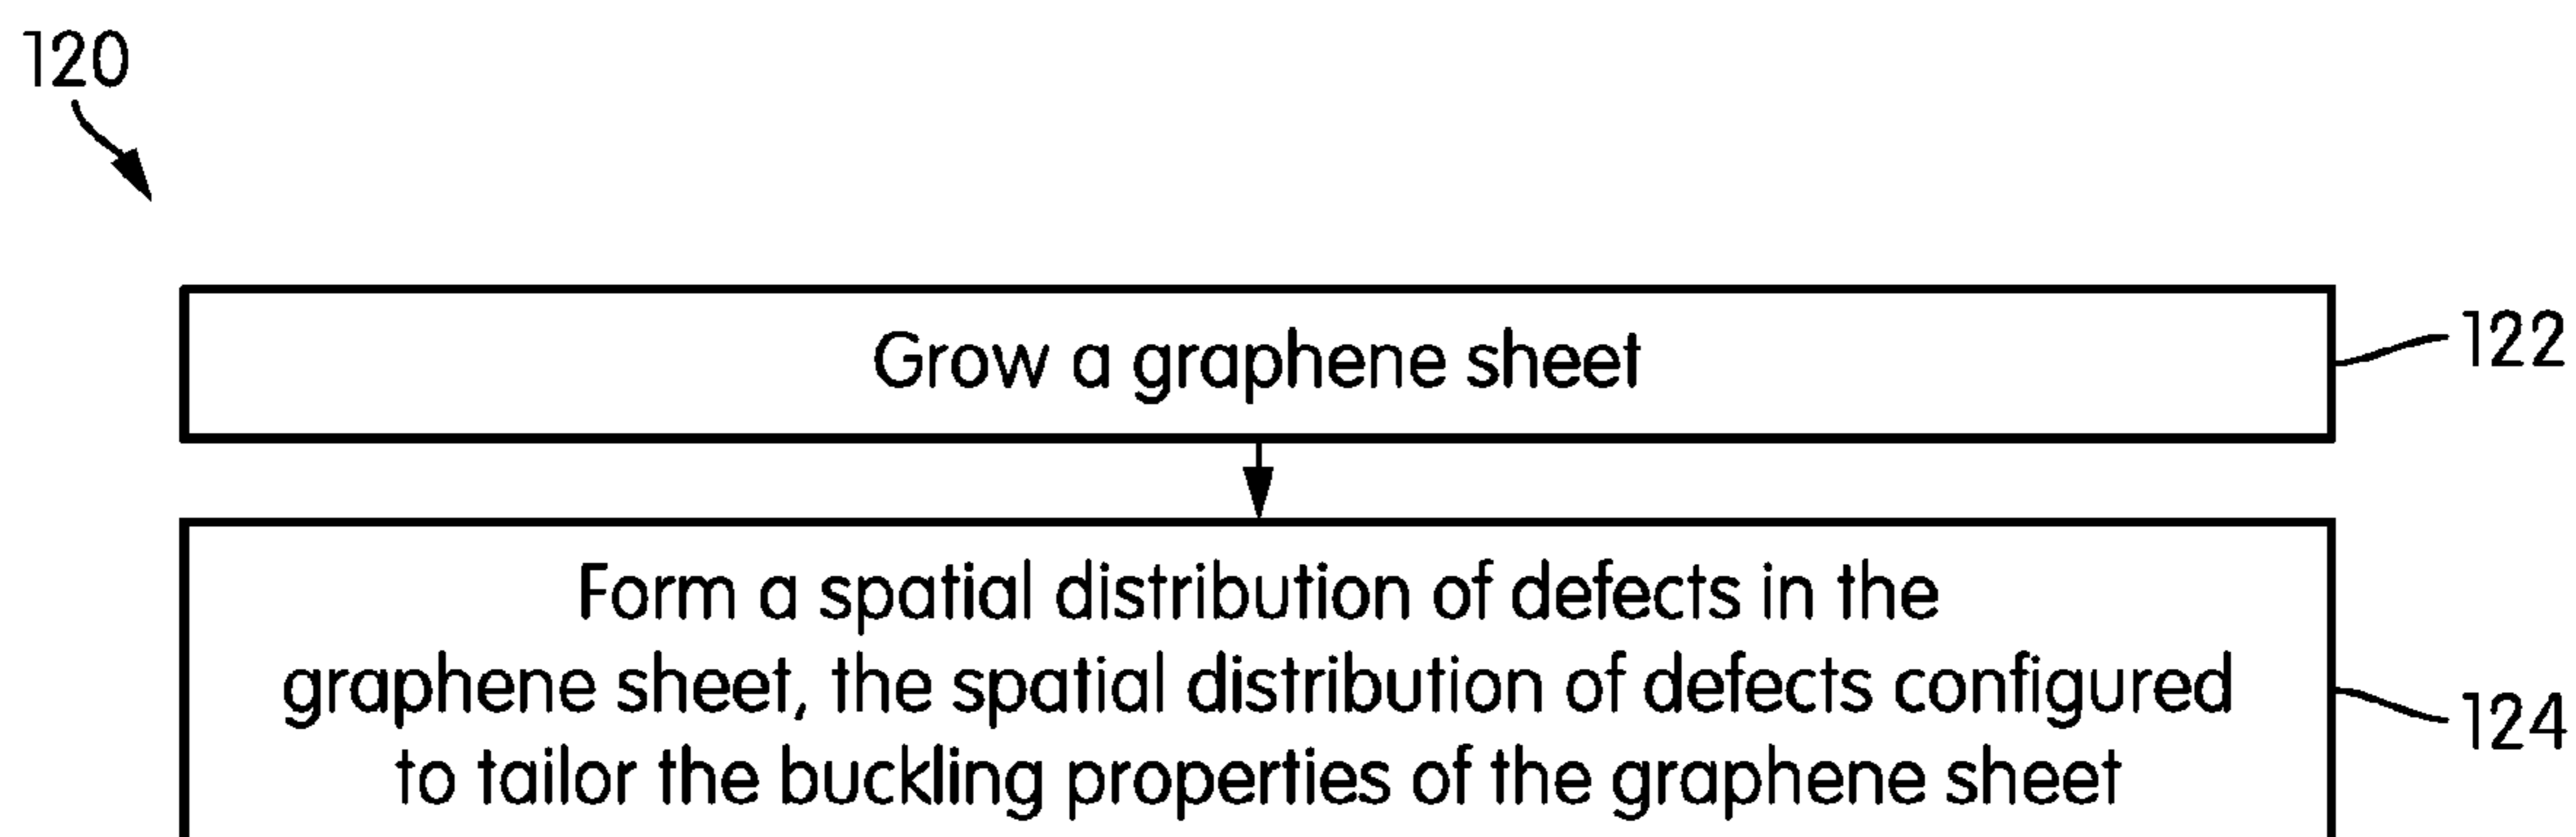 120
Grow a graphene sheet
122
Form a spatial distribution of defects in the
graphene sheet, the spatial distribution of defects configured
to tailor the buckling properties of the graphene sheet
124